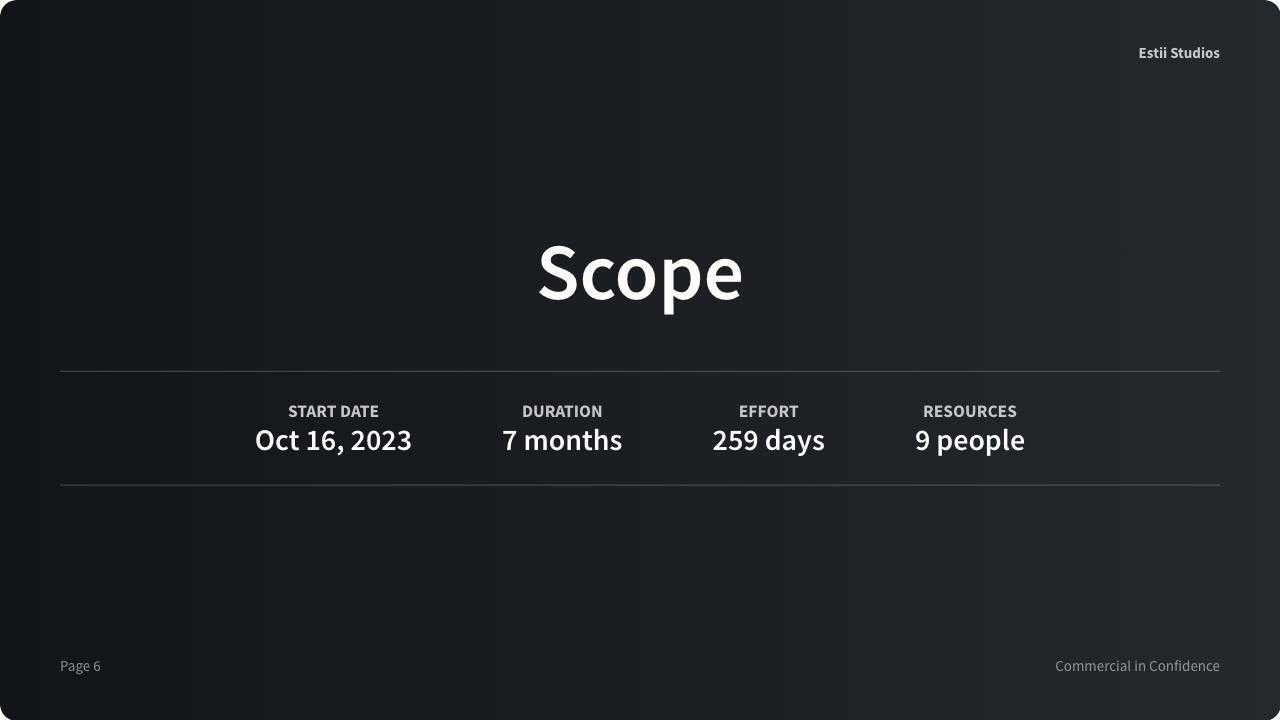 Estii Studios
Scope
START DATE
Oct 16, 2023
DURATION
7 months
EFFORT
259 days
RESOURCES
9 people
Page 6
Commercial in Confidence